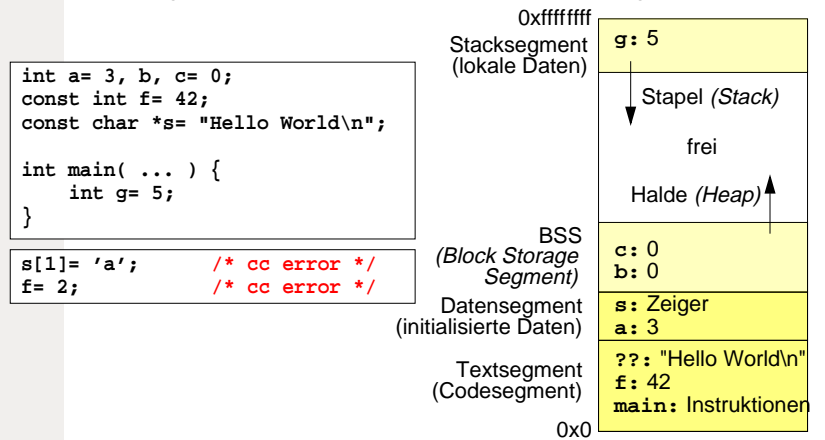 int a= 3, b, c= 0;
const int f= 42;
const char *s= "Hello World\n";
int main( ... ) {
int g= 5;
}
s[1]= ’a’; /* cc error */
f= 2; /* cc error */
0xffffffff
Stacksegment
(lokale Daten)
g: 5
Stapel (Stack)
frei
Halde (Heap)
BSS
(Block Storage
Segment)
c: 0
b: 0
Datensegment
(initialisierte Daten)
s: Zeiger
a: 3
Textsegment
(Codesegment)
??: "Hello World\n"
f: 42
main: Instruktionen
0x0